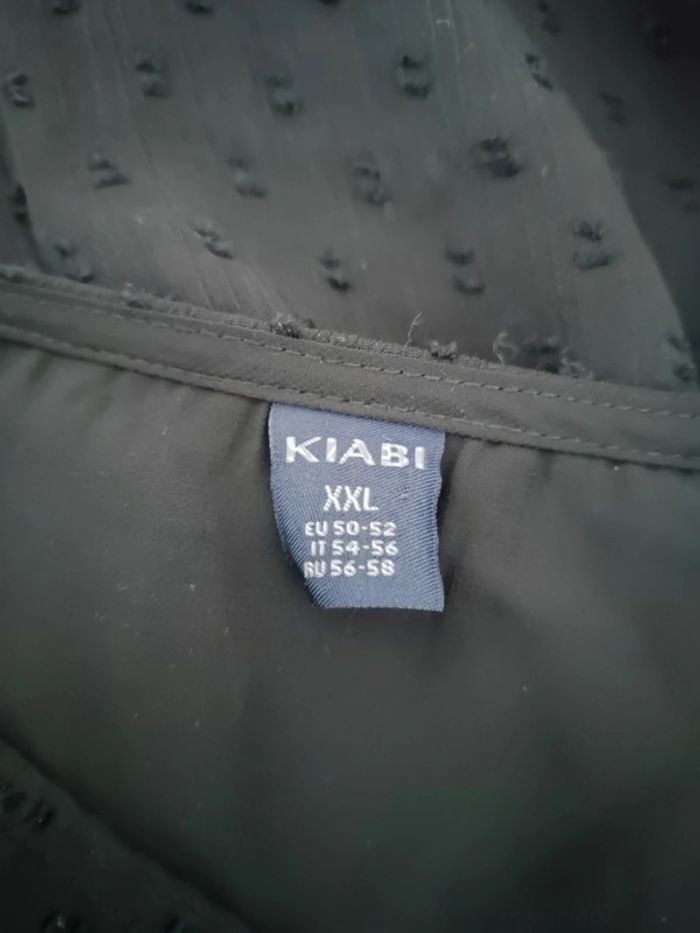 KIABI
XXL
EU 50-52
IT 54-56
RU 56-58